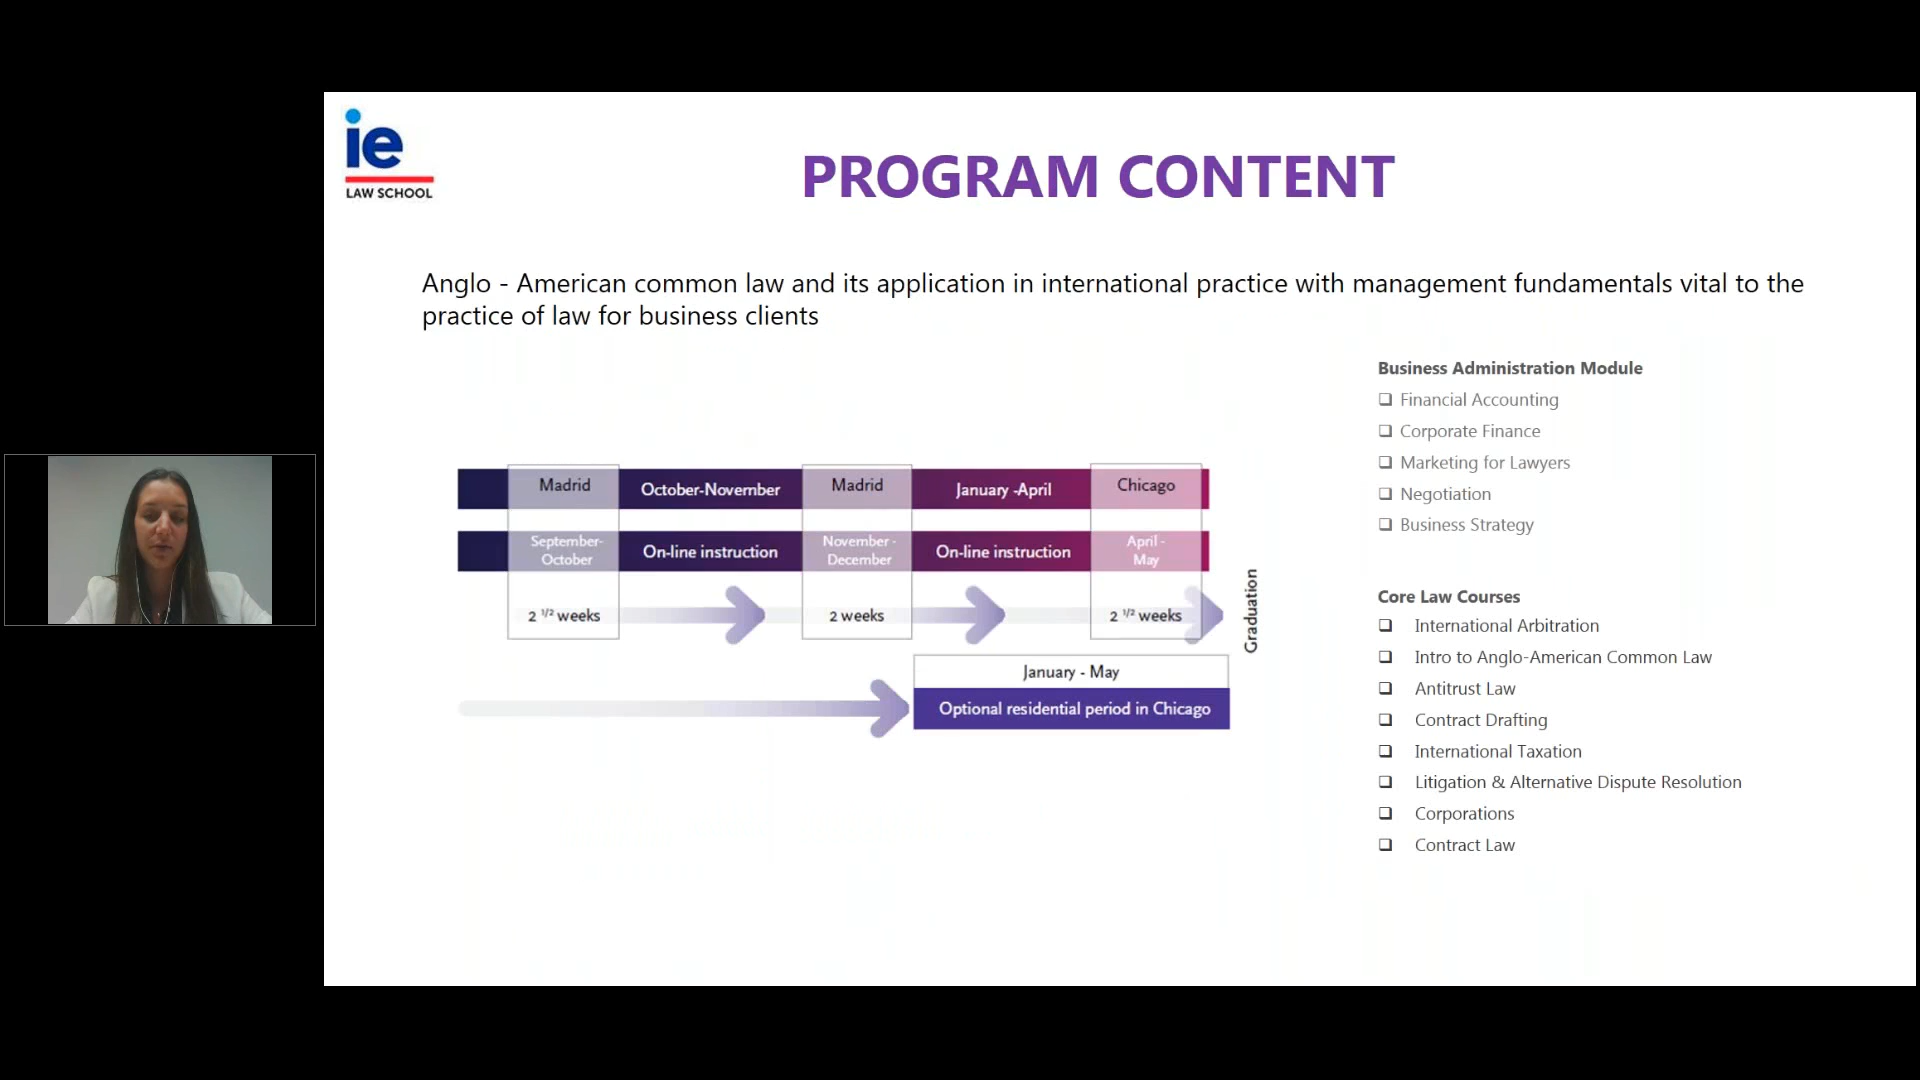 ie
LAW SCHOOL
PROGRAM CONTENT
Anglo - American common law and its application in international practice with management fundamentals vital to the
practice of law for business clients
Madrid
October-November
Madrid
January -April
Chicago
September-
October
On-line instruction
November -
December
On-line instruction
April -
May
2 1/2 weeks
2 weeks
2 1/2 weeks
Graduation
January - May
Optional residential period in Chicago
Business Administration Module
❑ Financial Accounting
❑ Corporate Finance
❑ Marketing for Lawyers
❑ Negotiation
❑ Business Strategy
Core Law Courses
❑ International Arbitration
❑ Intro to Anglo-American Common Law
❑ Antitrust Law
❑ Contract Drafting
❑ International Taxation
❑ Litigation & Alternative Dispute Resolution
❑ Corporations
❑ Contract Law